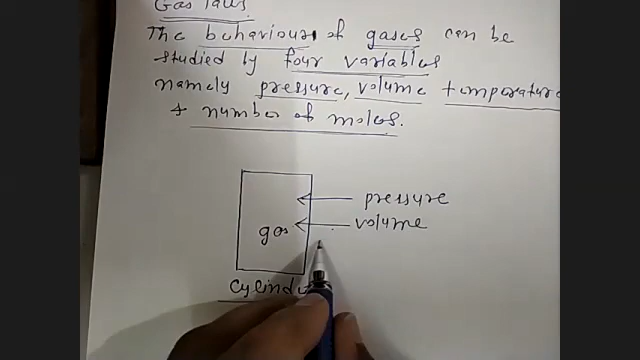 Gas laws
The behaviour of gases can be
studied by four variables
namely pressure, volume temperature
& number of moles.
pressure
gas
volume